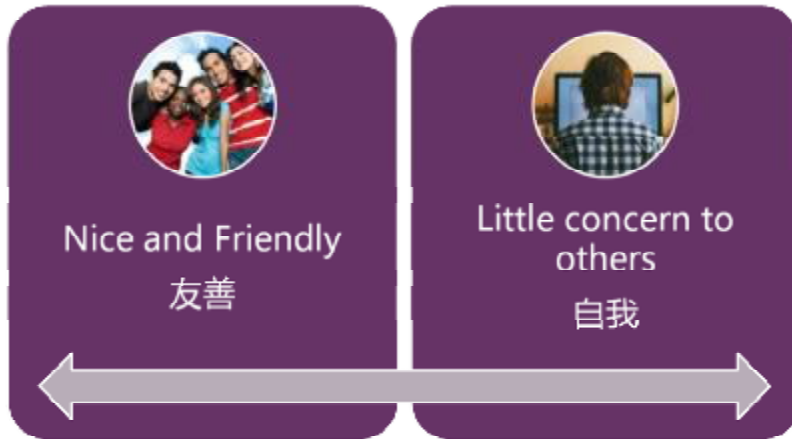 Nice and Friendly
友善
Little concern to
others
自我